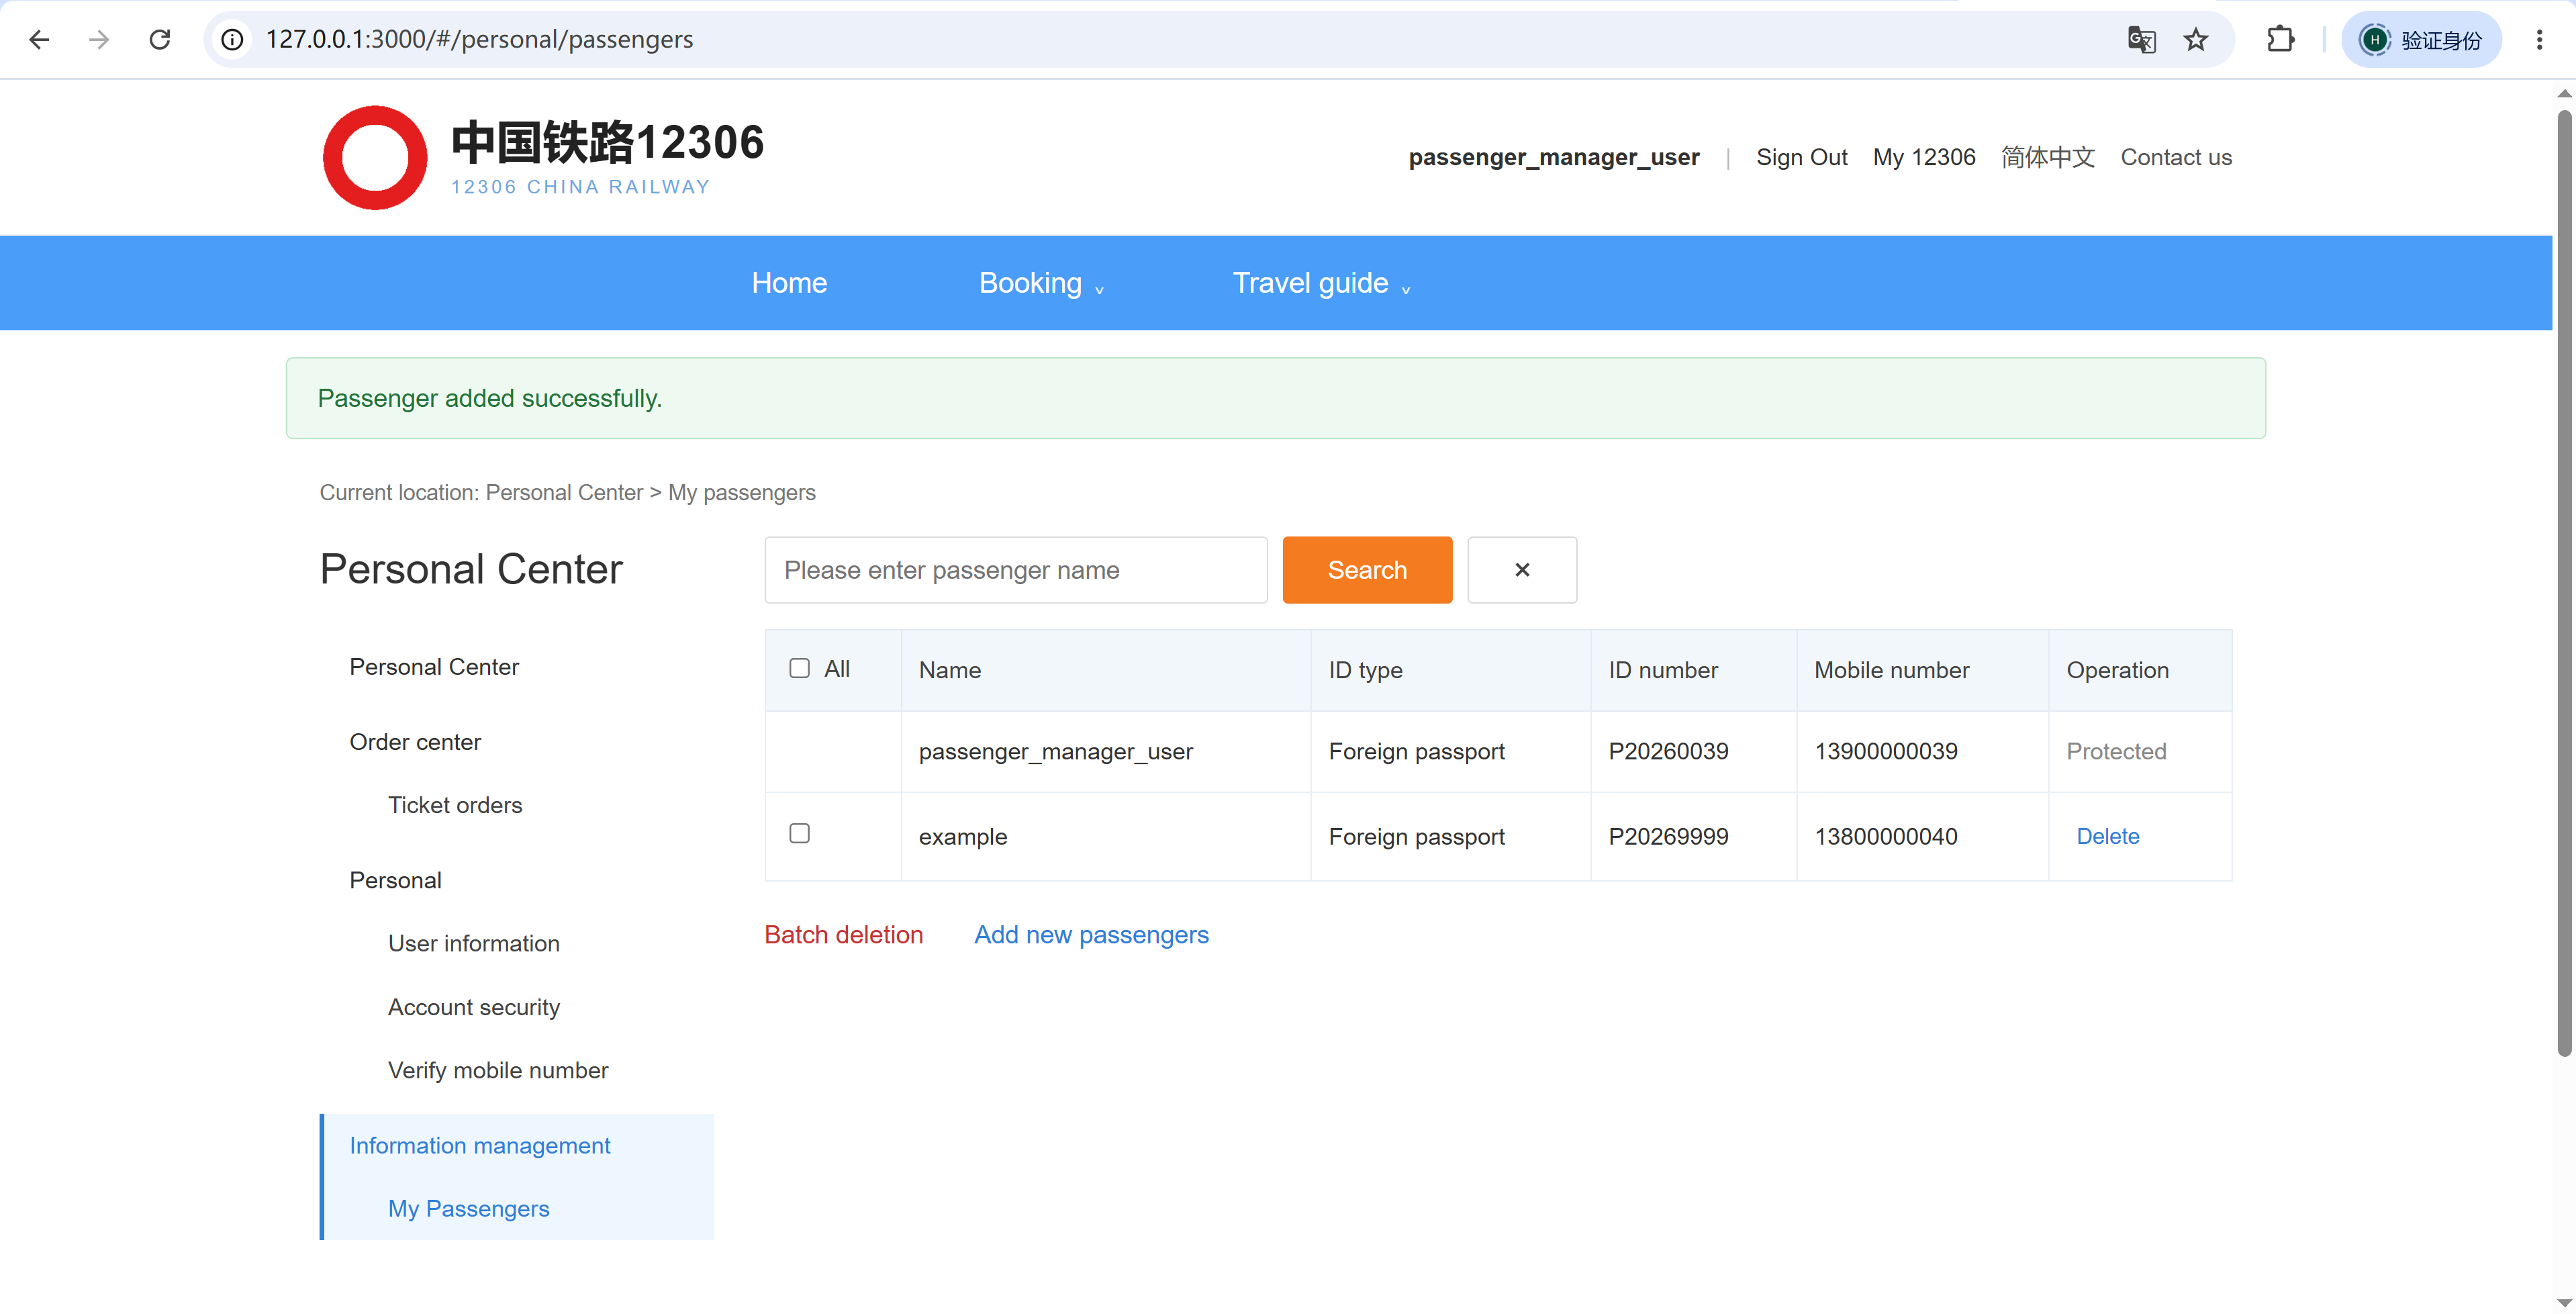 127.0.0.1:3000/#/personal/passengers
H 验证身份
中国铁路12306
12306 CHINA RAILWAY
passenger_manager_user | Sign Out My 12306 简体中文 Contact us
Home Booking Travel guide
Passenger added successfully.
Current location: Personal Center > My passengers
Personal Center
Please enter passenger name Search ×
Personal Center
Order center
Ticket orders
Personal
User information
Account security
Verify mobile number
Information management
My Passengers
All Name ID type ID number Mobile number Operation
passenger_manager_user Foreign passport P20260039 13900000039 Protected
example Foreign passport P20269999 13800000040 Delete
Batch deletion Add new passengers